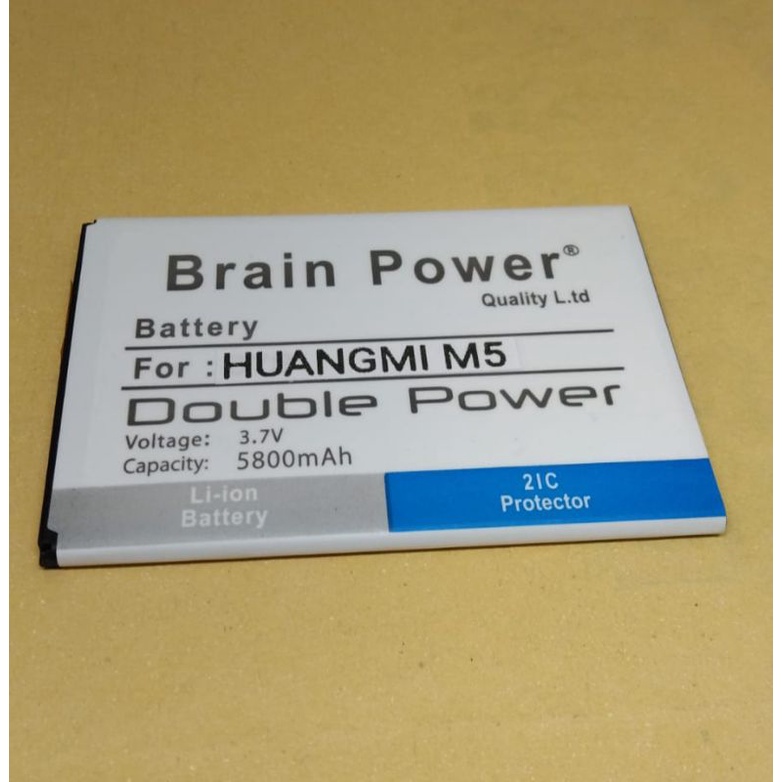 Brain Power®
Quality L.td
Battery
For : HUANGMI M5
Double Power
Voltage: 3.7V
Capacity: 5800mAh
Li-ion
Battery
2IC
Protector